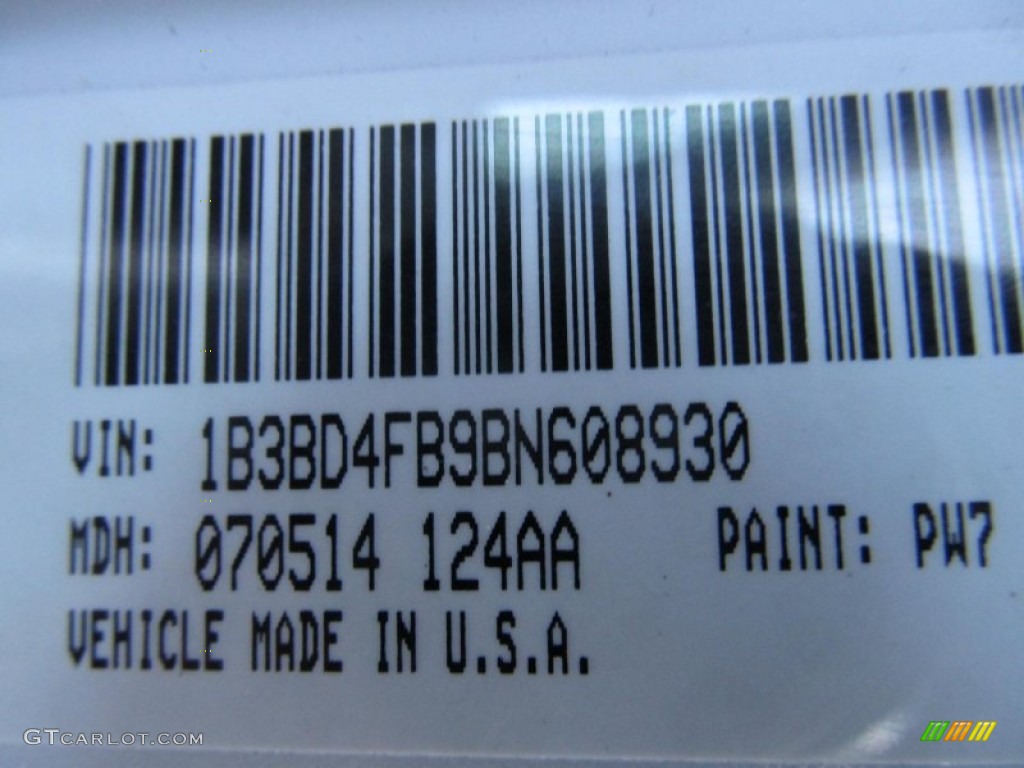 VIN: 1B3BD4FB9BN608930
MDH: 070514 124AA PAINT: PW7
VEHICLE MADE IN U.S.A.
GTCARLOT.COM